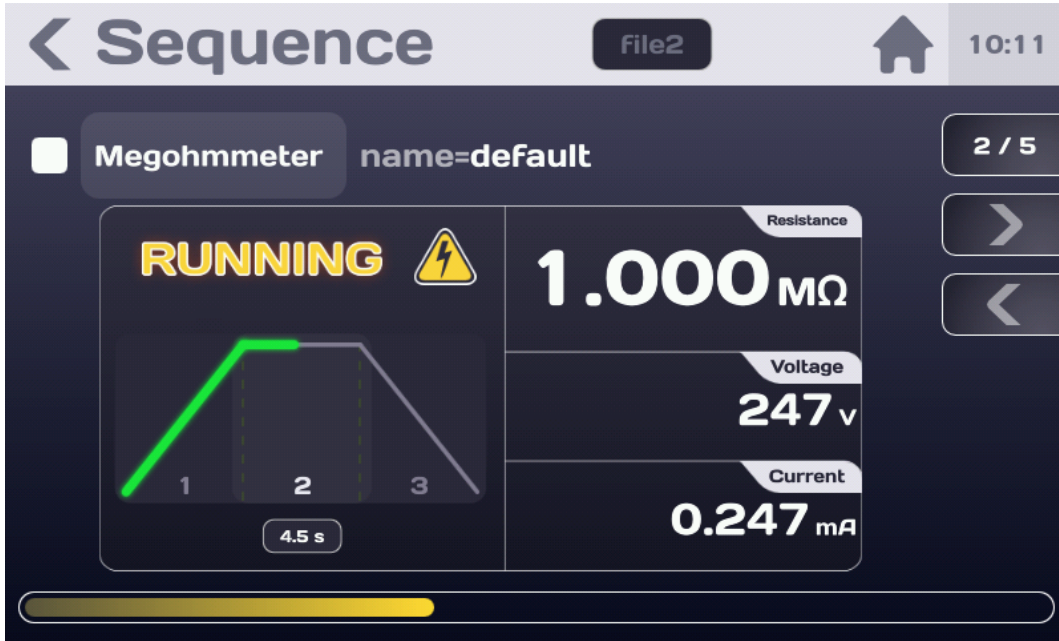 Sequence file2 10:11
Megohmmeter name=default 2 / 5
RUNNING
Resistance
1.000 MΩ
Voltage
247 v
Current
0.247 mA
1 2 3
4.5 s